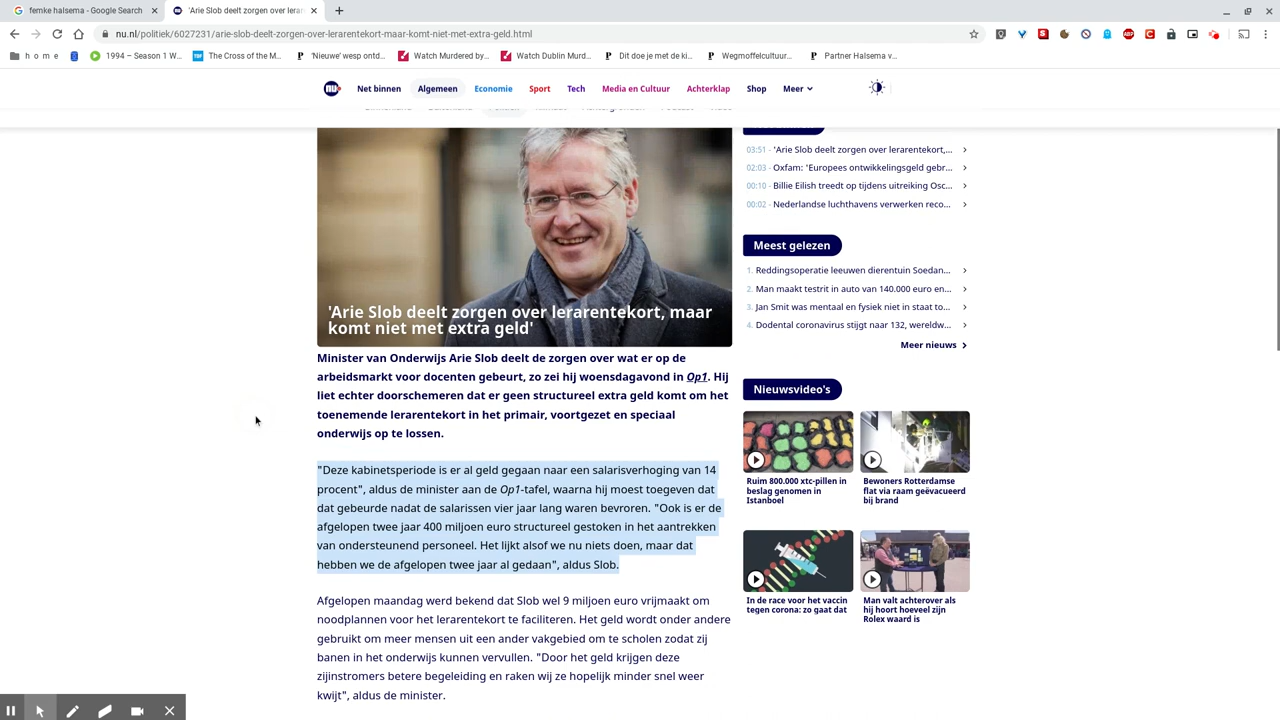 femke halsema - Google Search
'Arie Slob deelt zorgen over lerar
nu.nl/politiek/6027231/arie-slob-deelt-zorgen-over-lerarentekort-maar-komt-niet-met-extra-geld.html
h o m e
1994 – Season 1 W...
The Cross of the M...
'Nieuwe' wesp ontd...
Watch Murdered by...
Watch Dublin Murd...
Dit doe je met de ki...
Wegmoffelcultuur...
Partner Halsema v...
nu
Net binnen
Algemeen
Economie
Sport
Tech
Media en Cultuur
Achterklap
Shop
Meer
'Arie Slob deelt zorgen over lerarentekort, maar
komt niet met extra geld'
Minister van Onderwijs Arie Slob deelt de zorgen over wat er op de
arbeidsmarkt voor docenten gebeurt, zo zei hij woensdagavond in Op1. Hij
liet echter doorschemeren dat er geen structureel extra geld komt om het
toenemende lerarentekort in het primair, voortgezet en speciaal
onderwijs op te lossen.
"Deze kabinetsperiode is er al geld gegaan naar een salarisverhoging van 14
procent", aldus de minister aan de Op1-tafel, waarna hij moest toegeven dat
dat gebeurde nadat de salarissen vier jaar lang waren bevroren. "Ook is er de
afgelopen twee jaar 400 miljoen euro structureel gestoken in het aantrekken
van ondersteunend personeel. Het lijkt alsof we nu niets doen, maar dat
hebben we de afgelopen twee jaar al gedaan", aldus Slob.
Afgelopen maandag werd bekend dat Slob wel 9 miljoen euro vrijmaakt om
noodplannen voor het lerarentekort te faciliteren. Het geld wordt onder andere
gebruikt om meer mensen uit een ander vakgebied om te scholen zodat zij
banen in het onderwijs kunnen vervullen. "Door het geld krijgen deze
zijinstromers betere begeleiding en raken wij ze hopelijk minder snel weer
kwijt", aldus de minister.
03:51 - 'Arie Slob deelt zorgen over lerarentekort,...
02:03 - Oxfam: 'Europees ontwikkelingsgeld gebr...
00:10 - Billie Eilish treedt op tijdens uitreiking Osc...
00:02 - Nederlandse luchthavens verwerken reco...
Meest gelezen
1. Reddingsoperatie leeuwen dierentuin Soedan...
2. Man maakt testrit in auto van 140.000 euro en...
3. Jan Smit was mentaal en fysiek niet in staat to...
4. Dodental coronavirus stijgt naar 132, wereldw...
Meer nieuws
Nieuwsvideo's
Ruim 800.000 xtc-pillen in
beslag genomen in
Istanboel
Bewoners Rotterdamse
flat via raam geëvacueerd
bij brand
In de race voor het vaccin
tegen corona: zo gaat dat
Man valt achterover als
hij hoort hoeveel zijn
Rolex waard is